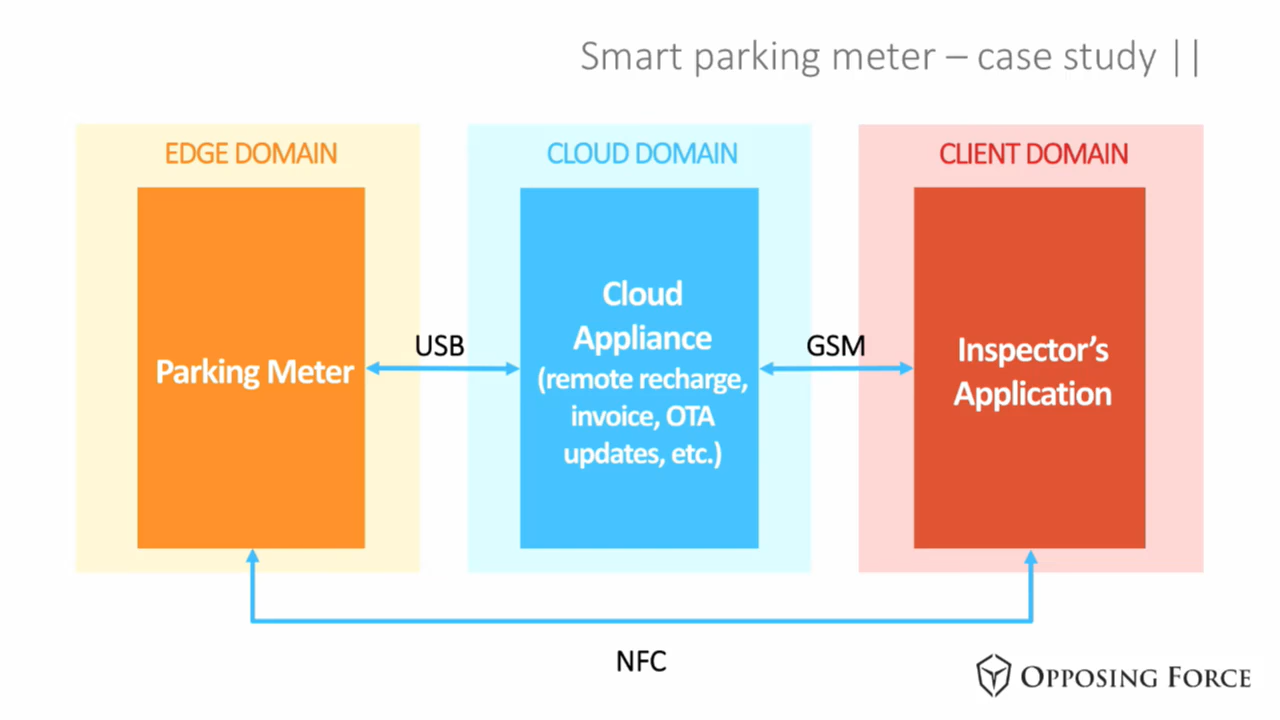 Smart parking meter – case study ||
EDGE DOMAIN
CLOUD DOMAIN
CLIENT DOMAIN
Parking Meter
USB
Cloud
Appliance
(remote recharge,
invoice, OTA
updates, etc.)
GSM
Inspector’s
Application
NFC
OPPOSING FORCE